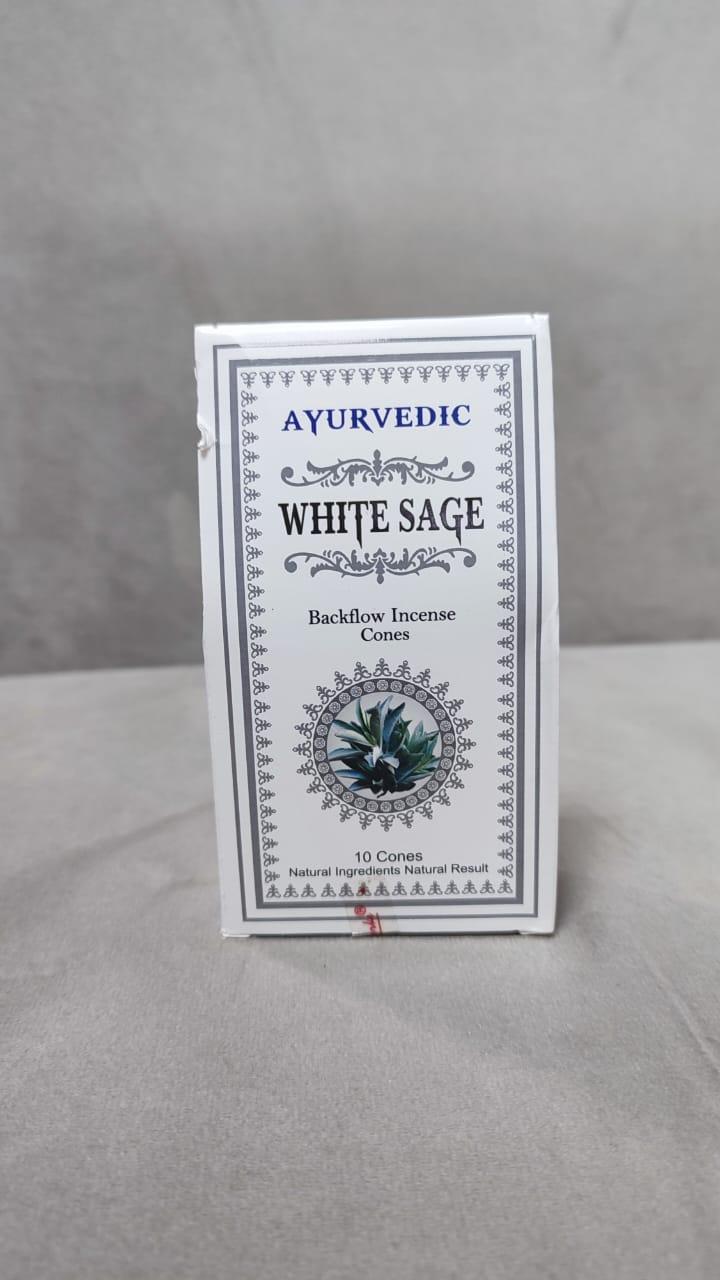 AYURVEDIC
WHITE SAGE
Backflow Incense
Cones
10 Cones
Natural Ingredients Natural Result